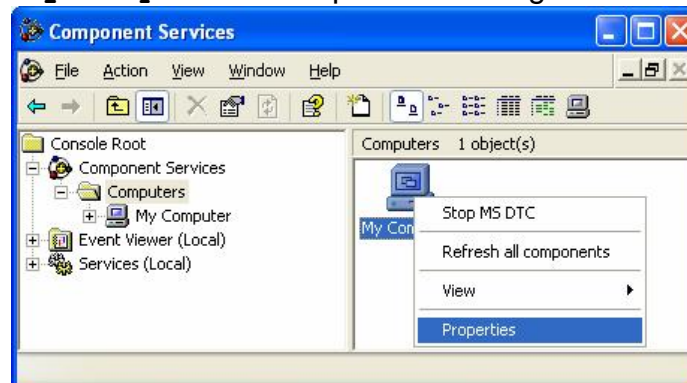 Component Services
File Action View Window Help
Console Root
Component Services
Computers
My Computer
Event Viewer (Local)
Services (Local)
Computers 1 object(s)
My Com
Stop MS DTC
Refresh all components
View
Properties